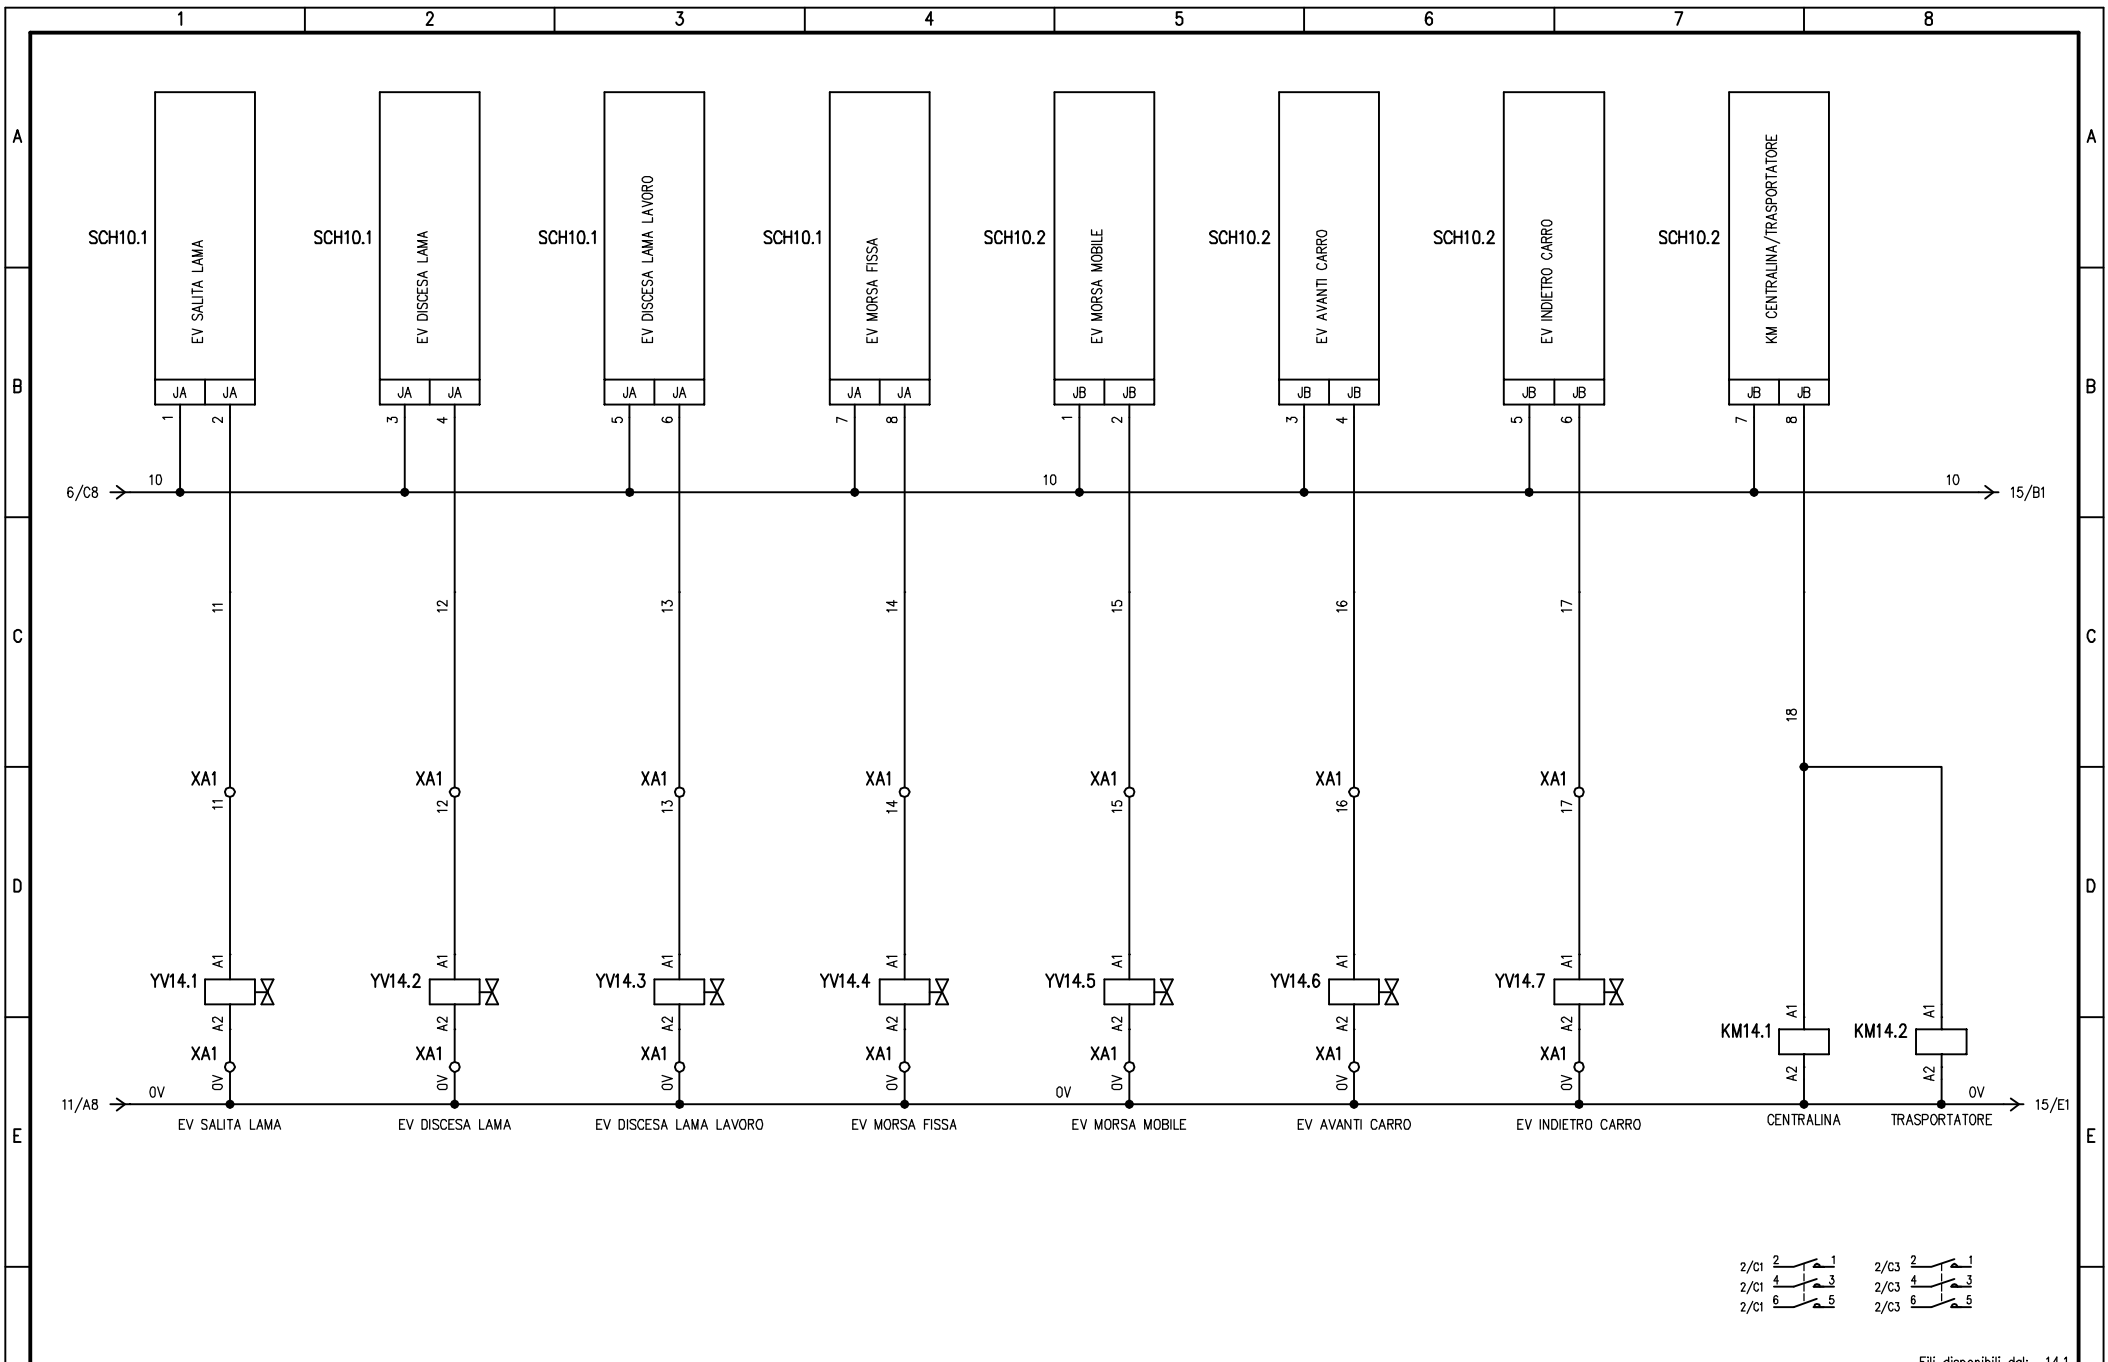 1 2 3 4 5 6 7 8
A A
SCH10.1 EV SALITA LAMA
SCH10.1 EV DISCESA LAMA
SCH10.1 EV DISCESA LAMA LAVORO
SCH10.1 EV MORSA FISSA
SCH10.2 EV MORSA MOBILE
SCH10.2 EV AVANTI CARRO
SCH10.2 EV INDIETRO CARRO
SCH10.2 KM CENTRALINA/TRASPORTATORE
B JA JA JA JA JA JA JA JA JB JB JB JB JB JB JB JB B
1 2 3 4 5 6 7 8 1 2 3 4 5 6 7 8
6/C8 10 10 10 15/B1
11 12 13 14 15 16 17
C C
18
XA1 XA1 XA1 XA1 XA1 XA1 XA1
11 12 13 14 15 16 17
D D
A1 A1 A1 A1 A1 A1 A1
YV14.1 YV14.2 YV14.3 YV14.4 YV14.5 YV14.6 YV14.7
A1 A1
A2 A2 A2 A2 A2 A2 A2
KM14.1 KM14.2
XA1 XA1 XA1 XA1 XA1 XA1 XA1
A2 A2
0V 0V 0V 0V 0V 0V 0V
11/A8 0V 0V 0V 15/E1
EV SALITA LAMA EV DISCESA LAMA EV DISCESA LAMA LAVORO EV MORSA FISSA EV MORSA MOBILE EV AVANTI CARRO EV INDIETRO CARRO CENTRALINA TRASPORTATORE
E E
2/C1 2 1 2/C3 2 1
2/C1 4 3 2/C3 4 3
2/C1 6 5 2/C3 6 5
Fili disponibili dal: 14.1